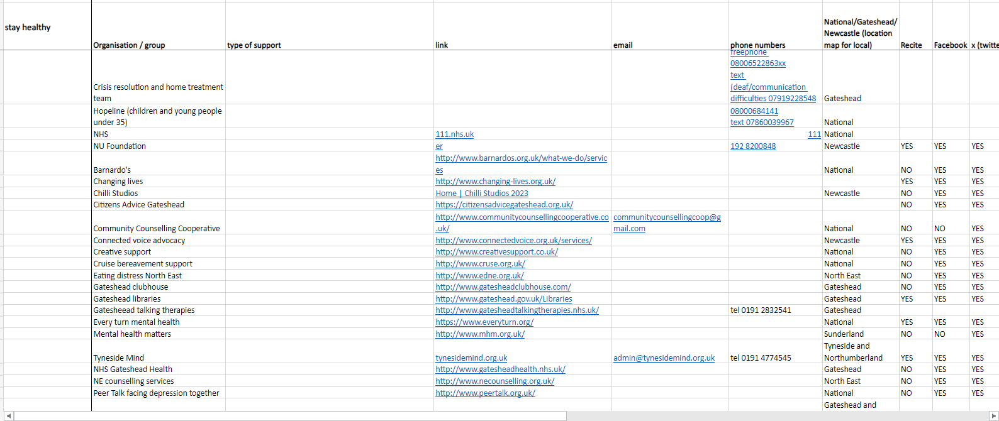 stay healthy
Organisation / group
type of support
link
email
phone numbers
National/Gateshead/
Newcastle (location
map for local)
Recite
Facebook
x (twitte
Crisis resolution and home treatment
team
freephone
08006522863xx
text
(deaf/communication
difficulties 07919228548
Gateshead
Hopeline (children and young people
under 35)
08000684141
text 07860039967
National
NHS
111.nhs.uk
111
National
NU Foundation
er
192 8200848
Newcastle
YES
YES
YES
Barnardo's
http://www.barnardos.org.uk/what-we-do/servic
es
National
NO
YES
YES
Changing lives
http://www.changing-lives.org.uk/
YES
YES
YES
Chilli Studios
Home | Chilli Studios 2023
Newcastle
NO
YES
YES
Citizens Advice Gateshead
https://citizensadvicegateshead.org.uk/
NO
YES
YES
Community Counselling Cooperative
http://www.communitycounsellingcooperative.co
.uk/
communitycounsellingcoop@g
mail.com
National
NO
NO
YES
Connected voice advocacy
http://www.connectedvoice.org.uk/services/
Newcastle
YES
YES
YES
Creative support
http://www.creativesupport.co.uk/
National
NO
YES
YES
Cruise bereavement support
http://www.cruse.org.uk/
National
NO
YES
YES
Eating distress North East
http://www.edne.org.uk/
North East
NO
YES
YES
Gateshead clubhouse
http://www.gatesheadclubhouse.com/
Gateshead
NO
YES
YES
Gateshead libraries
http://www.gateshead.gov.uk/Libraries
Gateshead
YES
YES
YES
Gatesheead talking therapies
http://www.gatesheadtalkingtherapies.nhs.uk/
tel 0191 2832541
Gateshead
Every turn mental health
https://www.everyturn.org/
National
YES
YES
YES
Mental health matters
http://www.mhm.org.uk/
Sunderland
NO
NO
YES
Tyneside Mind
tynesidemind.org.uk
admin@tynesidemind.org.uk
tel 0191 4774545
Tyneside and
Northumberland
YES
YES
YES
NHS Gateshead Health
http://www.gatesheadhealth.nhs.uk/
Gateshead
NO
YES
YES
NE counselling services
http://www.necounselling.org.uk/
North East
NO
YES
YES
Peer Talk facing depression together
http://www.peertalk.org.uk/
National
NO
YES
YES
Gateshead and